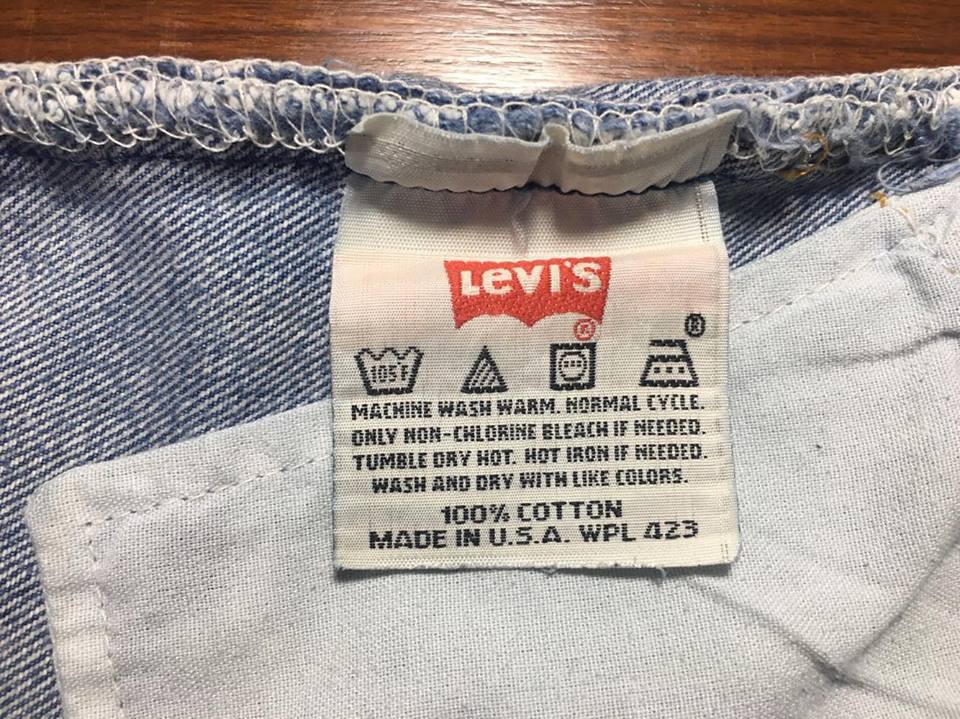 LEVI'S
®
®
105F
MACHINE WASH WARM. NORMAL CYCLE.
ONLY NON-CHLORINE BLEACH IF NEEDED.
TUMBLE DRY HOT. HOT IRON IF NEEDED.
WASH AND DRY WITH LIKE COLORS.
100% COTTON
MADE IN U.S.A. WPL 423